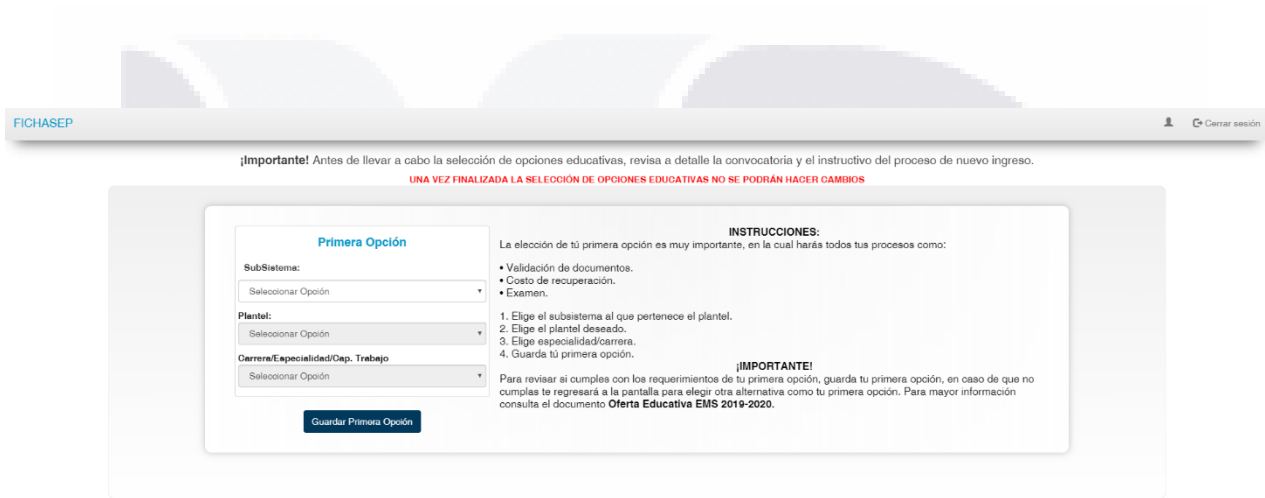 FICHASEP
Cerrar sesión
¡Importante! Antes de llevar a cabo la selección de opciones educativas, revisa a detalle la convocatoria y el instructivo del proceso de nuevo ingreso.
UNA VEZ FINALIZADA LA SELECCIÓN DE OPCIONES EDUCATIVAS NO SE PODRÁN HACER CAMBIOS
Primera Opción
SubSistema:
Seleccionar Opción
Plantel:
Seleccionar Opción
Carrera/Especialidad/Cap. Trabajo
Seleccionar Opción
Guardar Primera Opción
INSTRUCCIONES:
La elección de tú primera opción es muy importante, en la cual harás todos tus procesos como:
• Validación de documentos.
• Costo de recuperación.
• Examen.
1. Elige el subsistema al que pertenece el plantel.
2. Elige el plantel deseado.
3. Elige especialidad/carrera.
4. Guarda tú primera opción.
¡IMPORTANTE!
Para revisar si cumples con los requerimientos de tu primera opción, guarda tu primera opción, en caso de que no
cumplas te regresará a la pantalla para elegir otra alternativa como tu primera opción. Para mayor información
consulta el documento Oferta Educativa EMS 2019-2020.